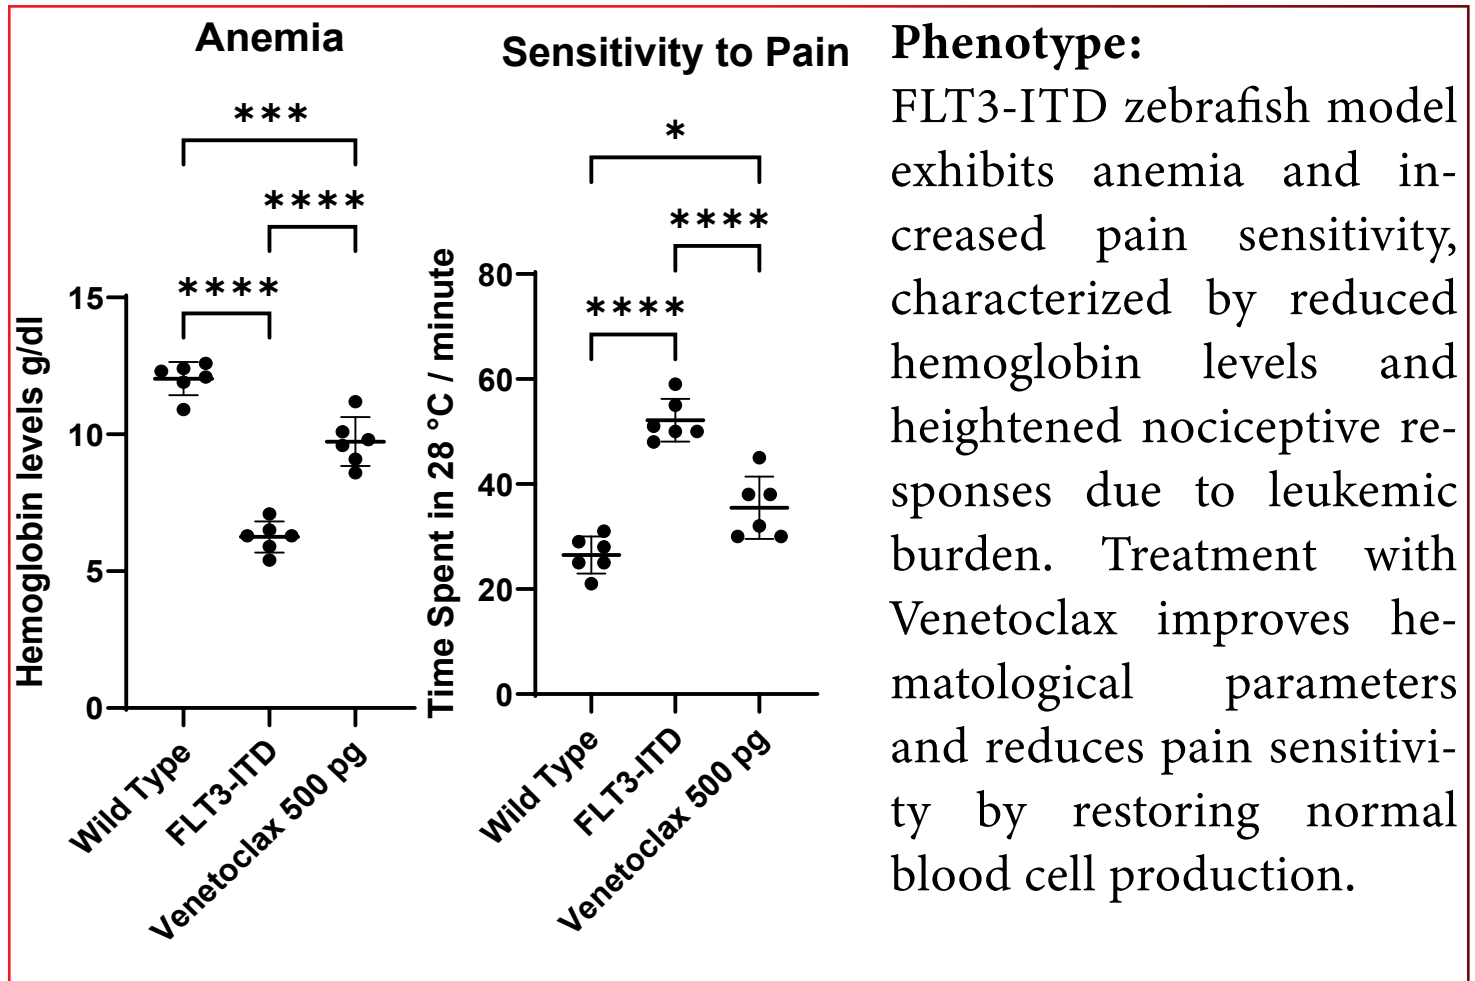 Anemia
***
****
****
Hemoglobin levels g/dl
15
10
5
0
Wild Type
FLT3-ITD
Venetoclax 500 pg
Sensitivity to Pain
*
****
****
Time Spent in 28 °C / minute
80
60
40
20
0
Wild Type
FLT3-ITD
Venetoclax 500 pg
Phenotype:
FLT3-ITD zebrafish model
exhibits anemia and in-
creased pain sensitivity,
characterized by reduced
hemoglobin levels and
heightened nociceptive re-
sponses due to leukemic
burden. Treatment with
Venetoclax improves he-
matological parameters
and reduces pain sensitivi-
ty by restoring normal
blood cell production.